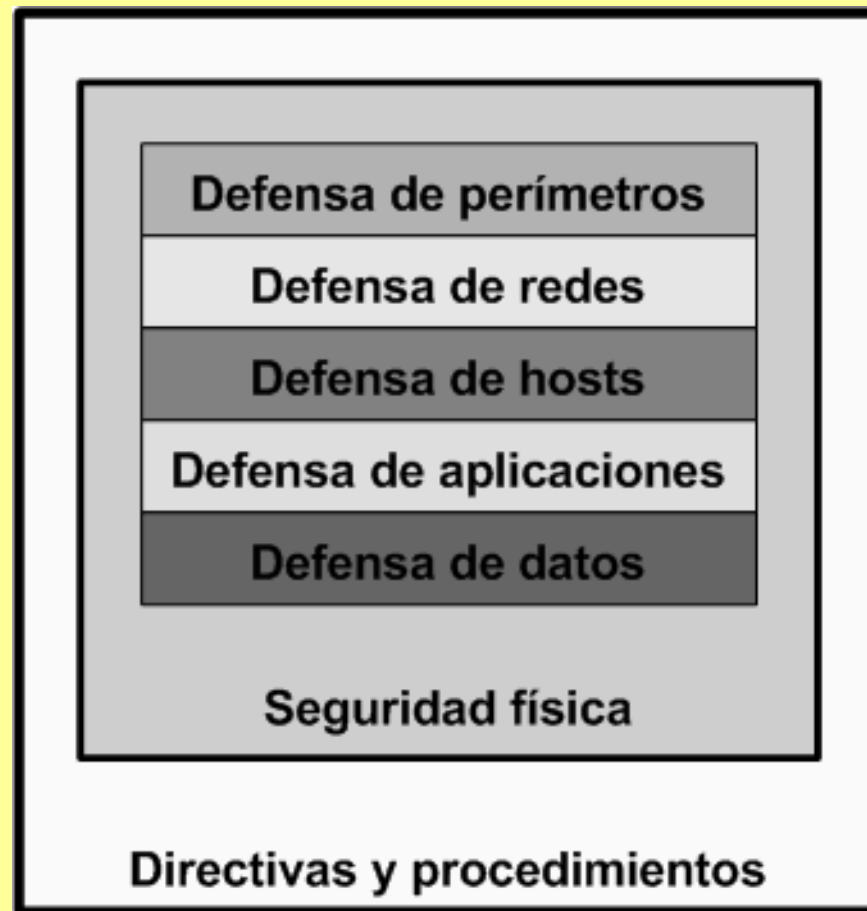 Defensa de perímetros
Defensa de redes
Defensa de hosts
Defensa de aplicaciones
Defensa de datos
Seguridad física
Directivas y procedimientos